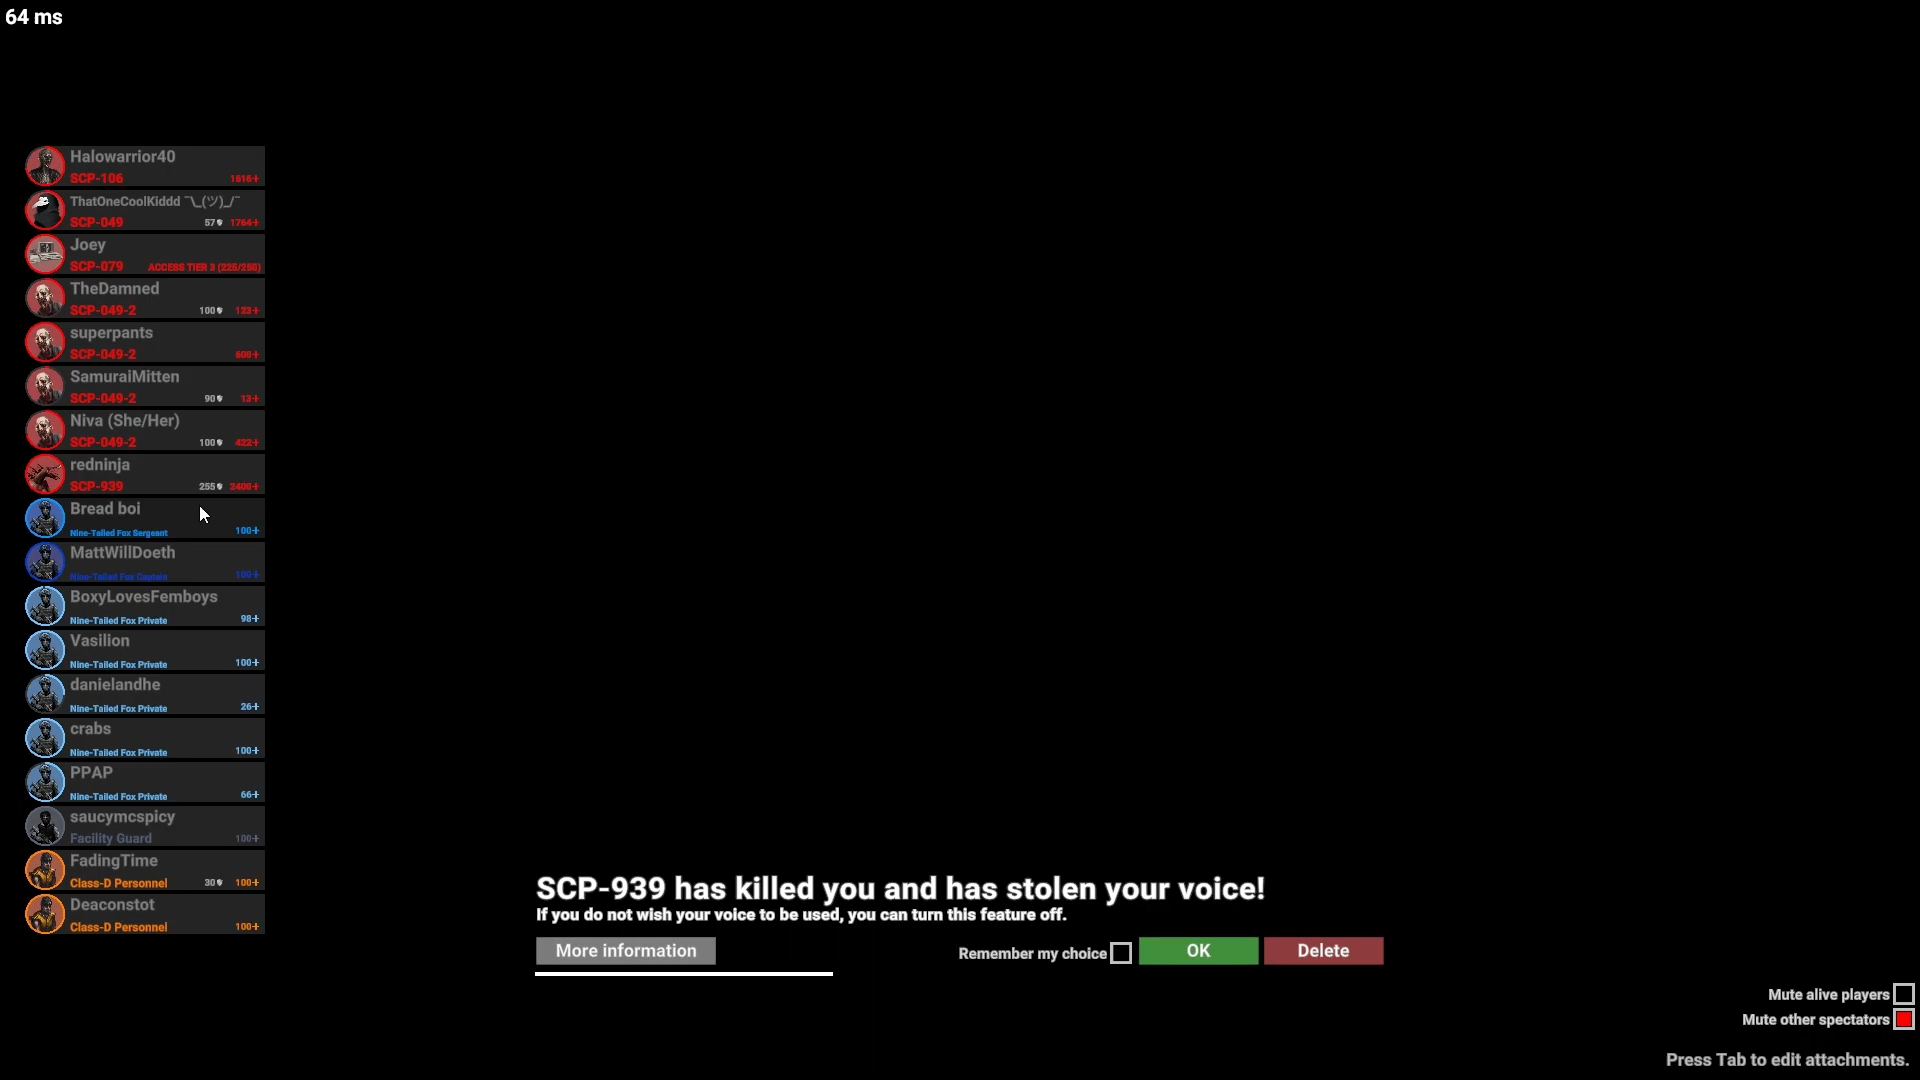 64 ms
Halowarrior40
SCP-106 1616+
ThatOneCoolKiddd ¯\_(ツ)_/¯
SCP-049 57 1764+
Joey
SCP-079 ACCESS TIER 3 (225/250)
TheDamned
SCP-049-2 100 123+
superpants
SCP-049-2 600+
SamuraiMitten
SCP-049-2 90 13+
Niva (She/Her)
SCP-049-2 100 422+
redninja
SCP-939 255 2400+
Bread boi
Nine-Tailed Fox Sergeant 100+
MattWillDoeth
Nine-Tailed Fox Captain 100+
BoxyLovesFemboys
Nine-Tailed Fox Private 98+
Vasilion
Nine-Tailed Fox Private 100+
danielandhe
Nine-Tailed Fox Private 26+
crabs
Nine-Tailed Fox Private 100+
PPAP
Nine-Tailed Fox Private 66+
saucymcspicy
Facility Guard 100+
FadingTime
Class-D Personnel 30 100+
Deaconstot
Class-D Personnel 100+
SCP-939 has killed you and has stolen your voice!
If you do not wish your voice to be used, you can turn this feature off.
More information
Remember my choice
OK
Delete
Mute alive players
Mute other spectators
Press Tab to edit attachments.